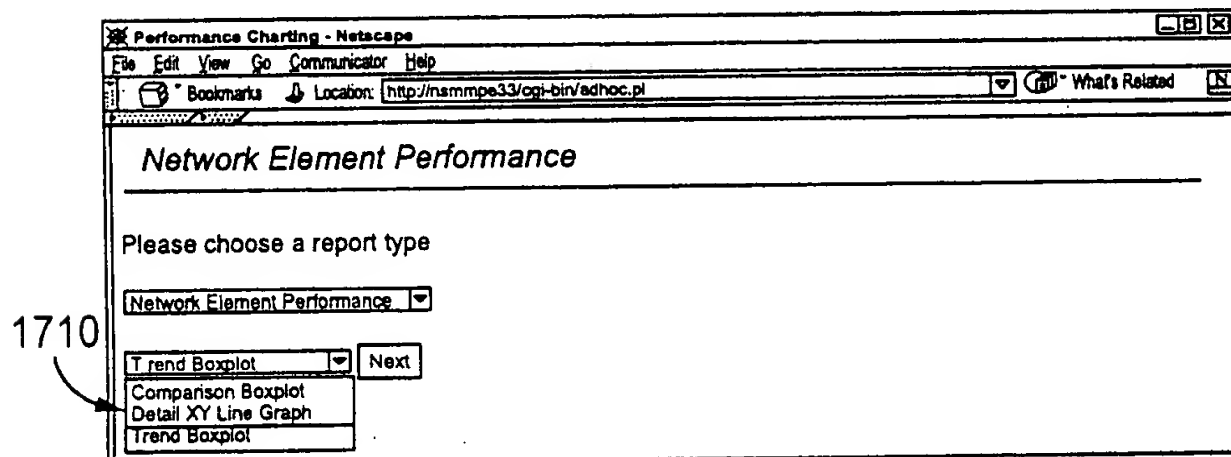 Performance Charting - Netscape
File Edit View Go Communicator Help
Bookmarks Location: http://nsmmpe33/cgi-bin/adhoc.pl What's Related N
Network Element Performance
Please choose a report type
Network Element Performance
1710
Trend Boxplot Next
Comparison Boxplot
Detail XY Line Graph
Trend Boxplot